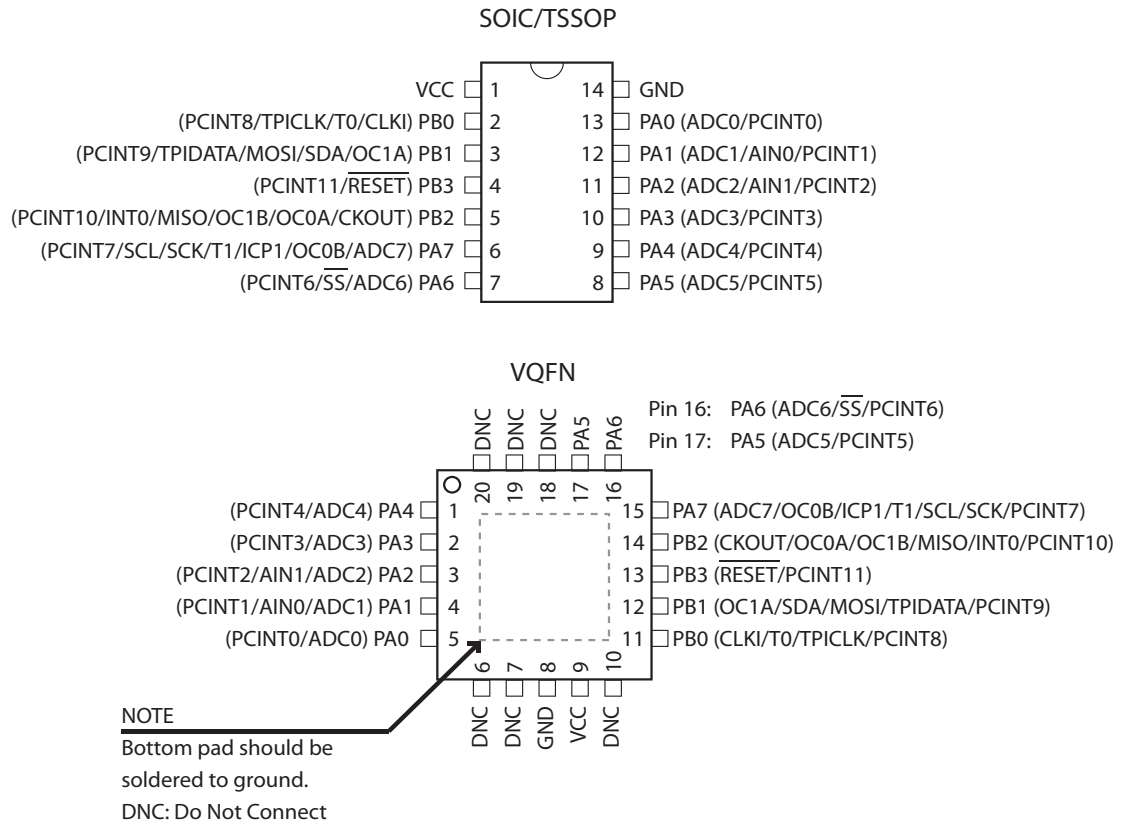 SOIC/TSSOP
VCC 1 14 GND
(PCINT8/TPICLK/T0/CLKI) PB0 2 13 PA0 (ADC0/PCINT0)
(PCINT9/TPIDATA/MOSI/SDA/OC1A) PB1 3 12 PA1 (ADC1/AIN0/PCINT1)
(PCINT11/RESET) PB3 4 11 PA2 (ADC2/AIN1/PCINT2)
(PCINT10/INT0/MISO/OC1B/OC0A/CKOUT) PB2 5 10 PA3 (ADC3/PCINT3)
(PCINT7/SCL/SCK/T1/ICP1/OC0B/ADC7) PA7 6 9 PA4 (ADC4/PCINT4)
(PCINT6/SS/ADC6) PA6 7 8 PA5 (ADC5/PCINT5)
VQFN
Pin 16: PA6 (ADC6/SS/PCINT6)
Pin 17: PA5 (ADC5/PCINT5)
DNC DNC DNC PA5 PA6
20 19 18 17 16
(PCINT4/ADC4) PA4 1 15 PA7 (ADC7/OC0B/ICP1/T1/SCL/SCK/PCINT7)
(PCINT3/ADC3) PA3 2 14 PB2 (CKOUT/OC0A/OC1B/MISO/INT0/PCINT10)
(PCINT2/AIN1/ADC2) PA2 3 13 PB3 (RESET/PCINT11)
(PCINT1/AIN0/ADC1) PA1 4 12 PB1 (OC1A/SDA/MOSI/TPIDATA/PCINT9)
(PCINT0/ADC0) PA0 5 11 PB0 (CLKI/T0/TPICLK/PCINT8)
6 7 8 9 10
DNC DNC GND VCC DNC
NOTE
Bottom pad should be
soldered to ground.
DNC: Do Not Connect